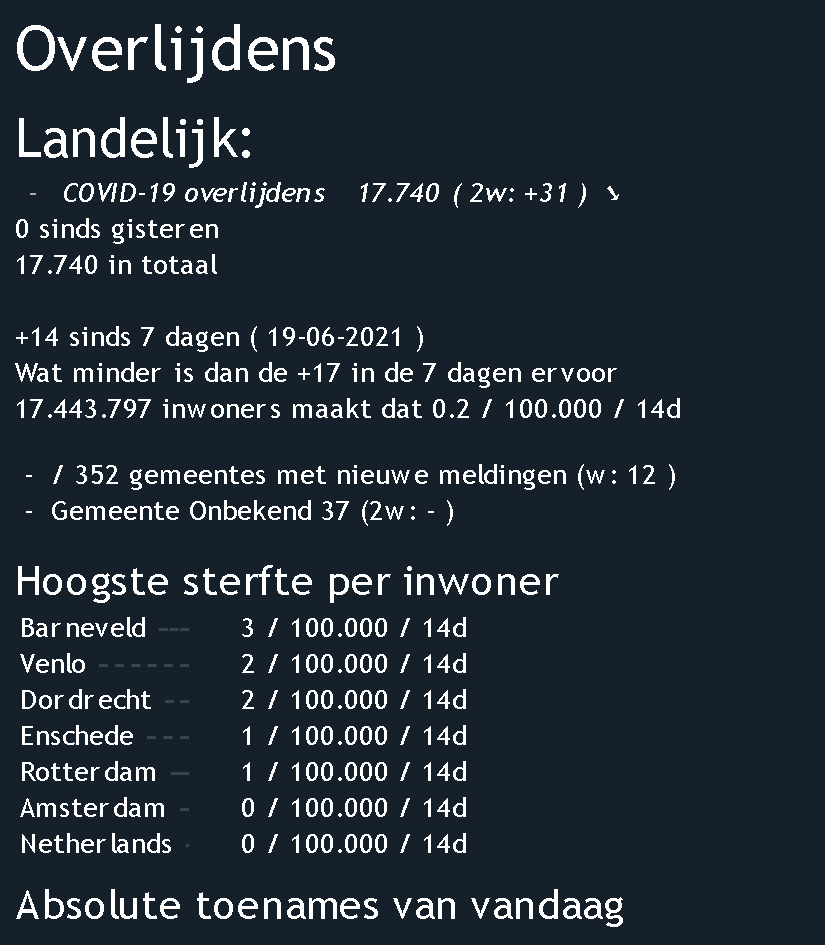 Overlijdens
Landelijk:
- COVID-19 overlijdens 17.740 ( 2w: +31 ) ↘
0 sinds gisteren
17.740 in totaal
+14 sinds 7 dagen ( 19-06-2021 )
Wat minder is dan de +17 in de 7 dagen ervoor
17.443.797 inwoners maakt dat 0.2 / 100.000 / 14d
- / 352 gemeentes met nieuwe meldingen (w: 12 )
- Gemeente Onbekend 37 (2w: - )
Hoogste sterfte per inwoner
Barneveld --- 3 / 100.000 / 14d
Venlo ------ 2 / 100.000 / 14d
Dordrecht -- 2 / 100.000 / 14d
Enschede --- 1 / 100.000 / 14d
Rotterdam -- 1 / 100.000 / 14d
Amsterdam - 0 / 100.000 / 14d
Netherlands · 0 / 100.000 / 14d
Absolute toenames van vandaag